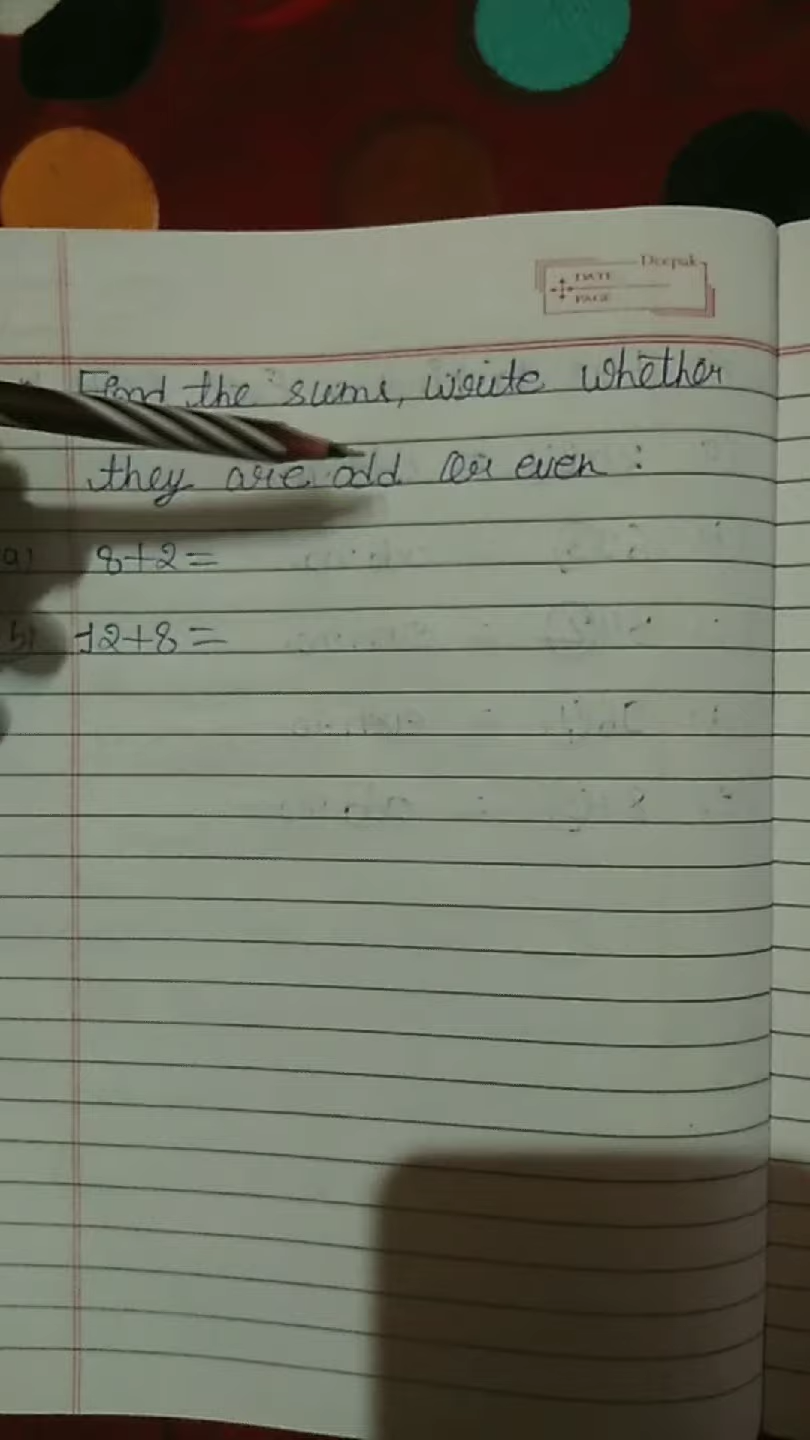 Deepak
DATE
PAGE
Find the sums, write whether
they are odd or even :
a) 8+2=
b) 12+8=